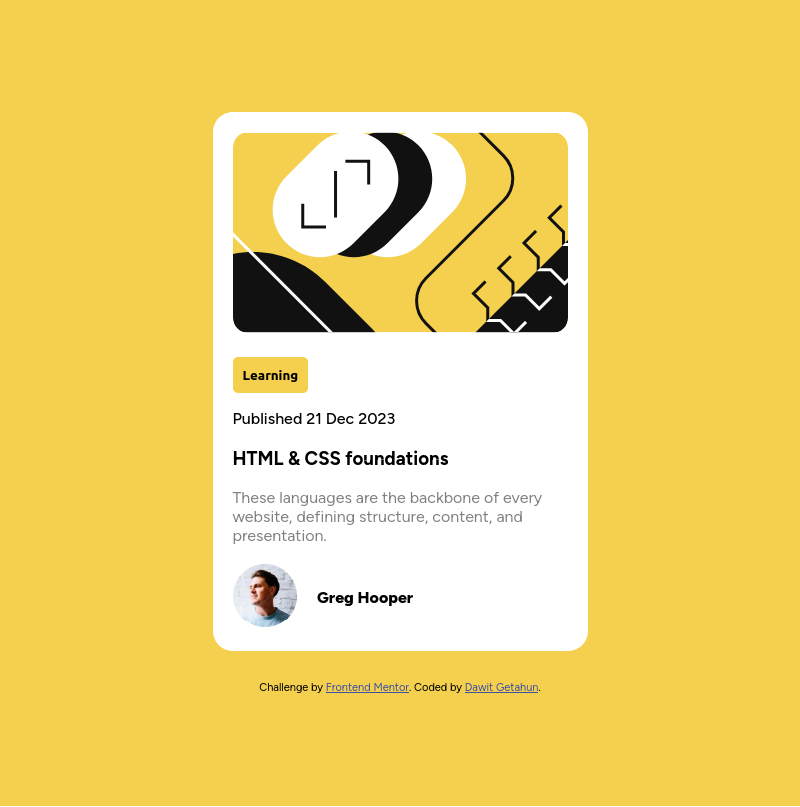 Learning
Published 21 Dec 2023
HTML & CSS foundations
These languages are the backbone of every
website, defining structure, content, and
presentation.
Greg Hooper
Challenge by Frontend Mentor. Coded by Dawit Getahun.